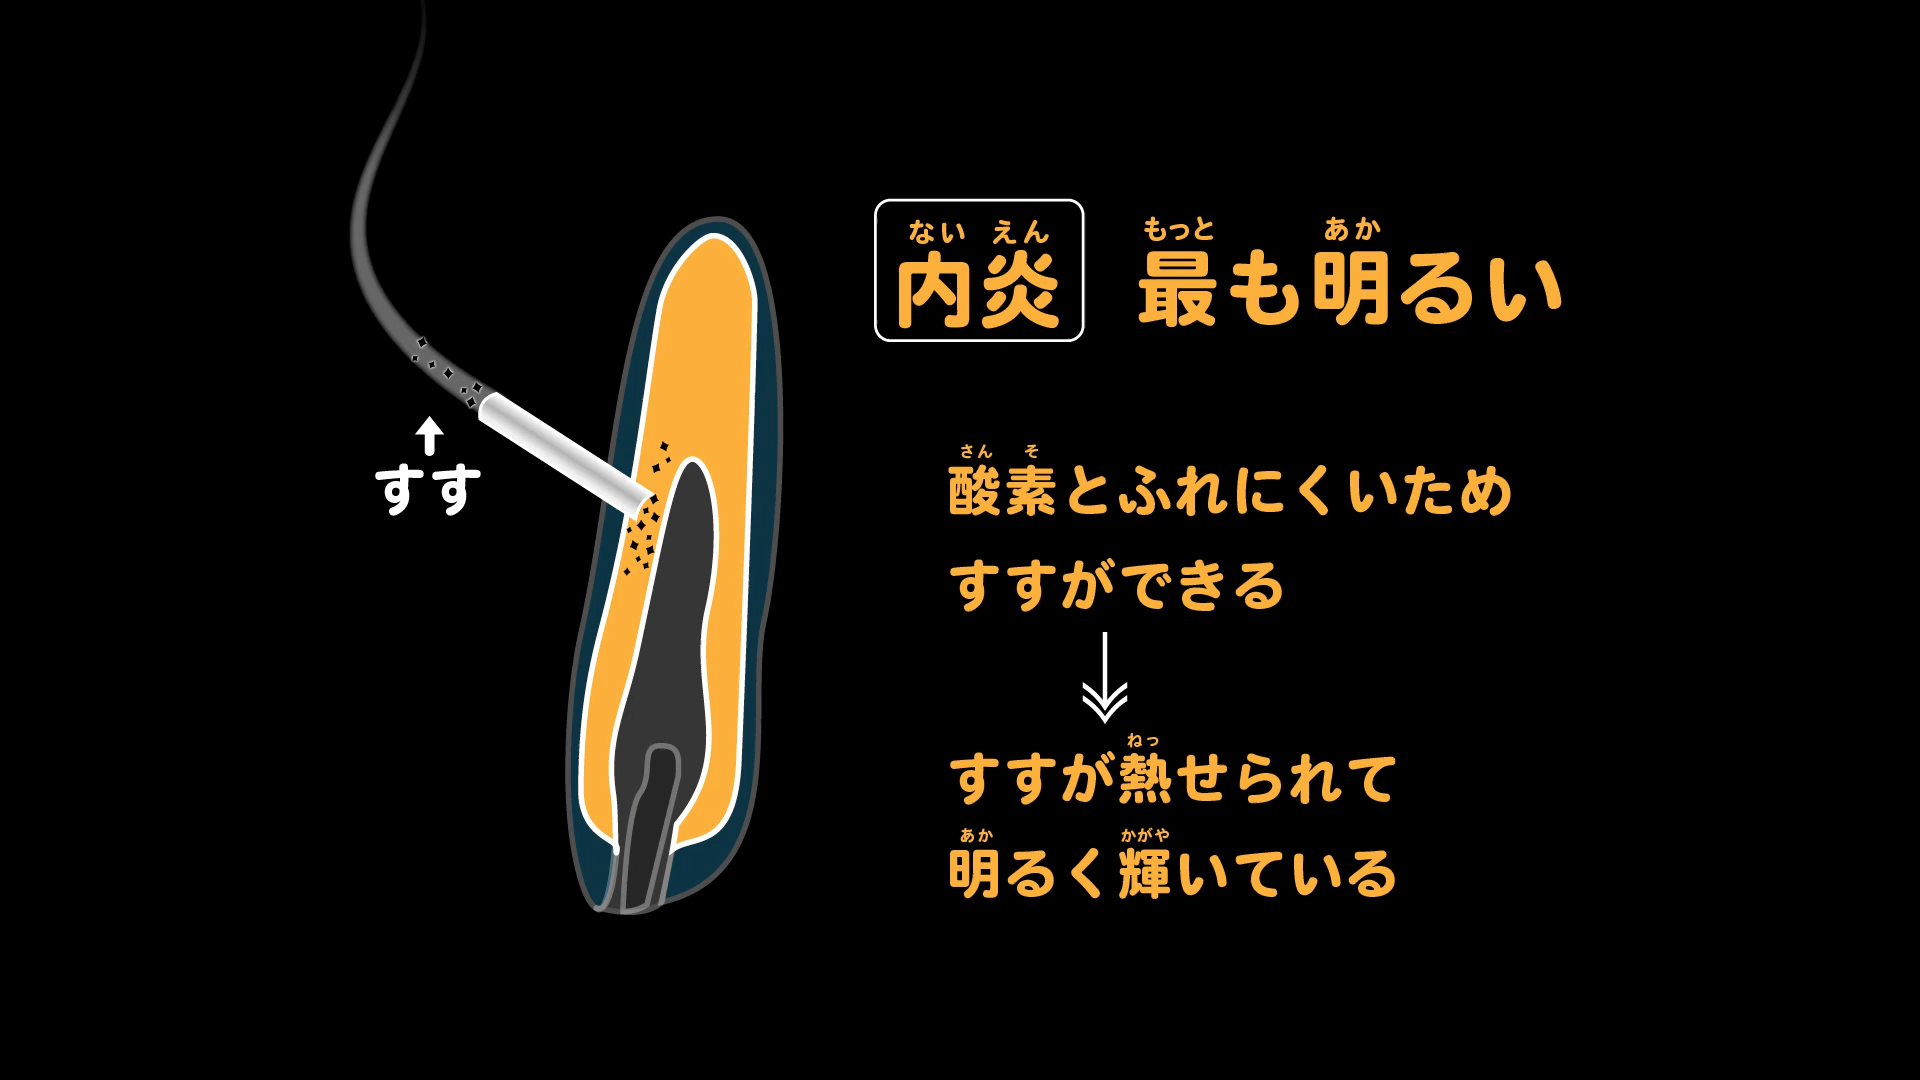 ない えん
内炎
もっと あか
最も明るい
さん そ
酸素とふれにくいため
すすができる
すす
ねっ
すすが熱せられて
あか かがや
明るく輝いている